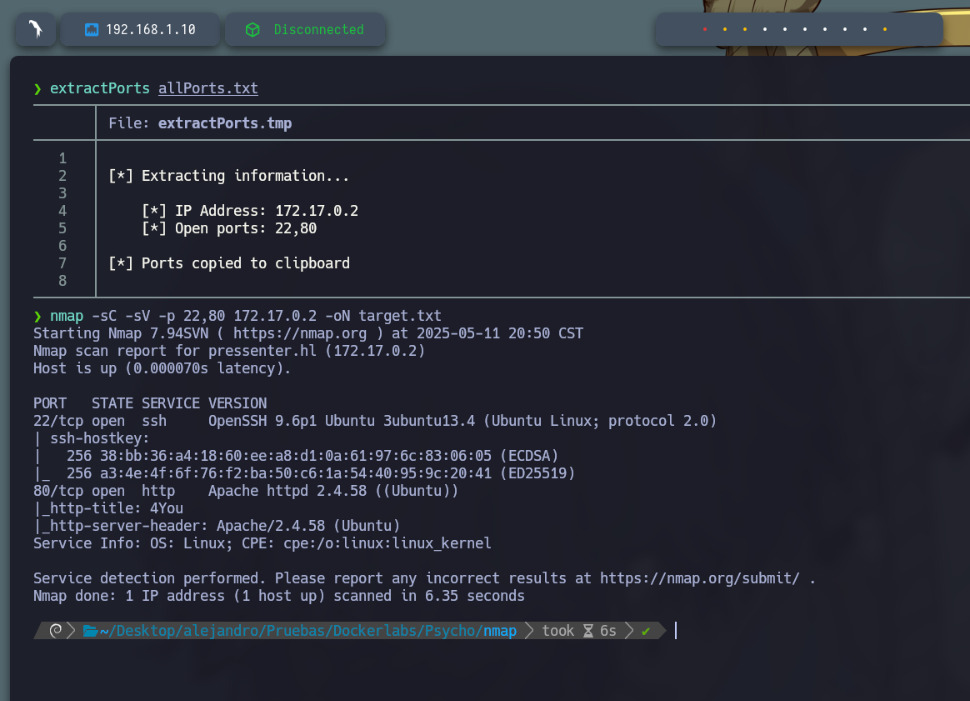 192.168.1.10
Disconnected
❯ extractPorts allPorts.txt
File: extractPorts.tmp
1
2 [*] Extracting information...
3
4 [*] IP Address: 172.17.0.2
5 [*] Open ports: 22,80
6
7 [*] Ports copied to clipboard
8
❯ nmap -sC -sV -p 22,80 172.17.0.2 -oN target.txt
Starting Nmap 7.94SVN ( https://nmap.org ) at 2025-05-11 20:50 CST
Nmap scan report for pressenter.hl (172.17.0.2)
Host is up (0.000070s latency).
PORT   STATE SERVICE VERSION
22/tcp open  ssh     OpenSSH 9.6p1 Ubuntu 3ubuntu13.4 (Ubuntu Linux; protocol 2.0)
| ssh-hostkey:
|   256 38:bb:36:a4:18:60:ee:a8:d1:0a:61:97:6c:83:06:05 (ECDSA)
|_  256 a3:4e:4f:6f:76:f2:ba:50:c6:1a:54:40:95:9c:20:41 (ED25519)
80/tcp open  http    Apache httpd 2.4.58 ((Ubuntu))
|_http-title: 4You
|_http-server-header: Apache/2.4.58 (Ubuntu)
Service Info: OS: Linux; CPE: cpe:/o:linux:linux_kernel
Service detection performed. Please report any incorrect results at https://nmap.org/submit/ .
Nmap done: 1 IP address (1 host up) scanned in 6.35 seconds
~/Desktop/alejandro/Pruebas/Dockerlabs/Psycho/nmap took 6s ✔